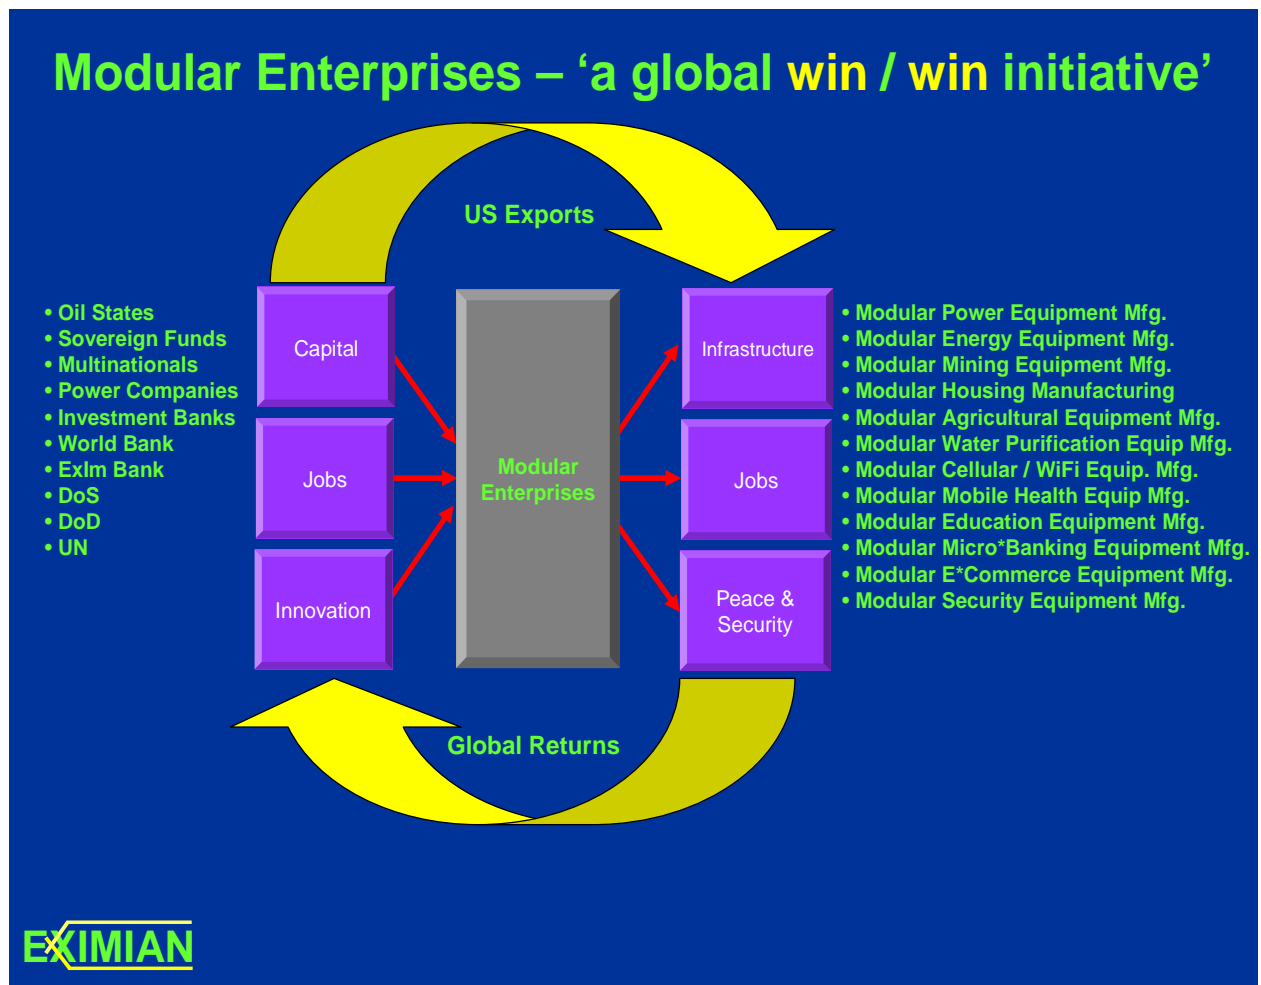 Modular Enterprises – ‘a global win / win initiative’
US Exports
• Oil States
• Sovereign Funds
• Multinationals
• Power Companies
• Investment Banks
• World Bank
• ExIm Bank
• DoS
• DoD
• UN
Capital
Jobs
Innovation
Modular
Enterprises
Infrastructure
Jobs
Peace &
Security
• Modular Power Equipment Mfg.
• Modular Energy Equipment Mfg.
• Modular Mining Equipment Mfg.
• Modular Housing Manufacturing
• Modular Agricultural Equipment Mfg.
• Modular Water Purification Equip Mfg.
• Modular Cellular / WiFi Equip. Mfg.
• Modular Mobile Health Equip Mfg.
• Modular Education Equipment Mfg.
• Modular Micro*Banking Equipment Mfg.
• Modular E*Commerce Equipment Mfg.
• Modular Security Equipment Mfg.
Global Returns
EXIMIAN